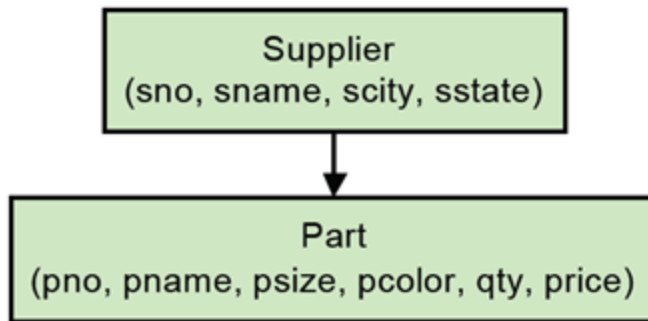 Supplier
(sno, sname, scity, sstate)
Part
(pno, pname, psize, pcolor, qty, price)